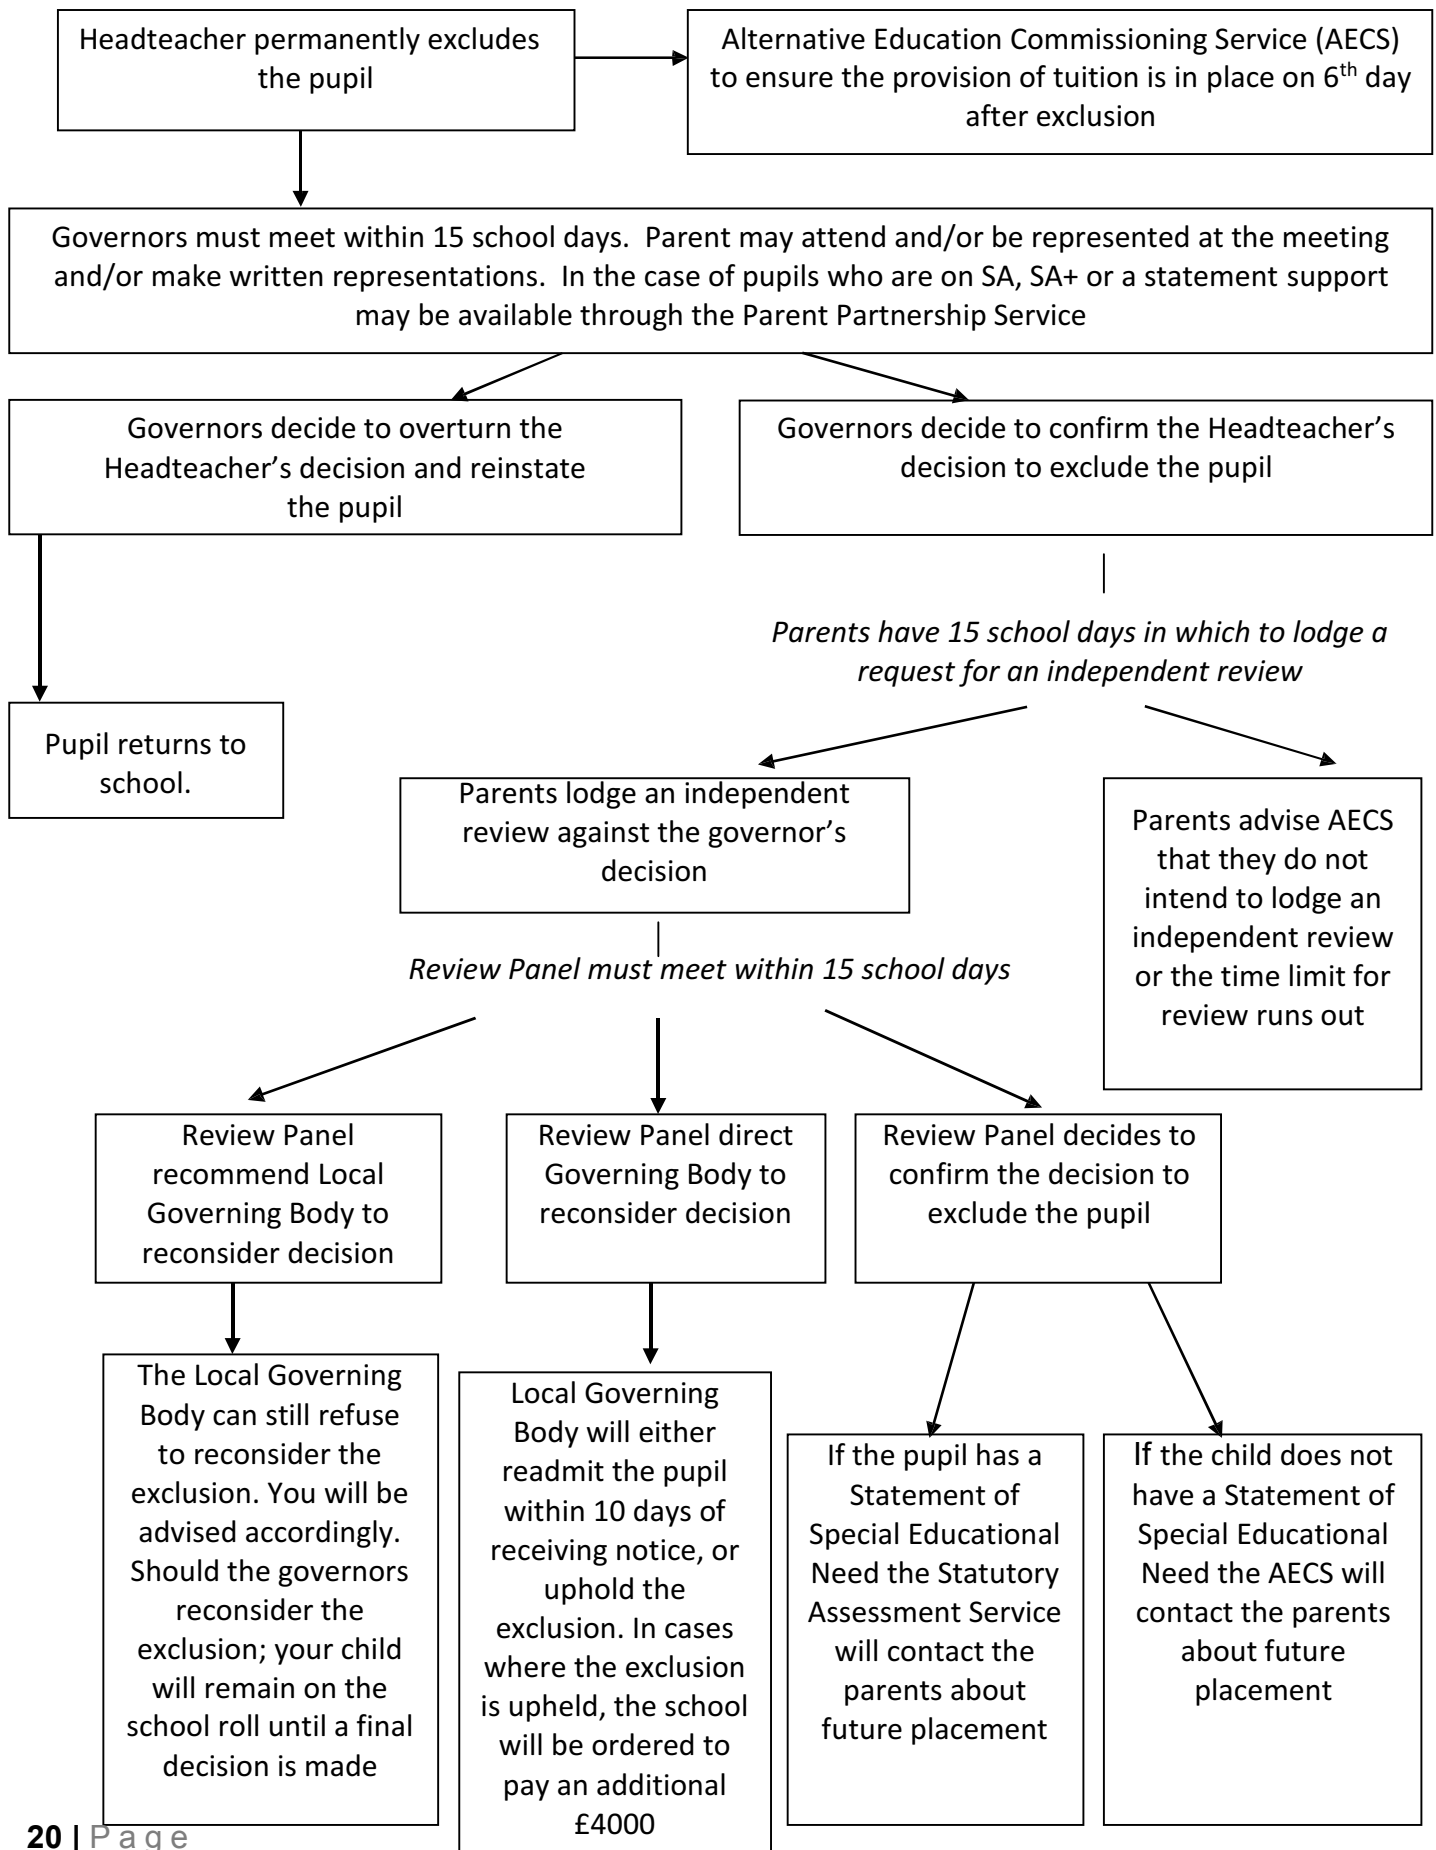 Headteacher permanently excludes
the pupil
Alternative Education Commissioning Service (AECS)
to ensure the provision of tuition is in place on 6th day
after exclusion
Governors must meet within 15 school days.  Parent may attend and/or be represented at the meeting
and/or make written representations.  In the case of pupils who are on SA, SA+ or a statement support
may be available through the Parent Partnership Service
Governors decide to overturn the
Headteacher’s decision and reinstate
the pupil
Governors decide to confirm the Headteacher’s
decision to exclude the pupil
Parents have 15 school days in which to lodge a
request for an independent review
Pupil returns to
school.
Parents lodge an independent
review against the governor’s
decision
Parents advise AECS
that they do not
intend to lodge an
independent review
or the time limit for
review runs out
Review Panel must meet within 15 school days
Review Panel
recommend Local
Governing Body to
reconsider decision
Review Panel direct
Governing Body to
reconsider decision
Review Panel decides to
confirm the decision to
exclude the pupil
The Local Governing
Body can still refuse
to reconsider the
exclusion. You will be
advised accordingly.
Should the governors
reconsider the
exclusion; your child
will remain on the
school roll until a final
decision is made
Local Governing
Body will either
readmit the pupil
within 10 days of
receiving notice, or
uphold the
exclusion. In cases
where the exclusion
is upheld, the school
will be ordered to
pay an additional
£4000
If the pupil has a
Statement of
Special Educational
Need the Statutory
Assessment Service
will contact the
parents about
future placement
If the child does not
have a Statement of
Special Educational
Need the AECS will
contact the parents
about future
placement
20 | Page